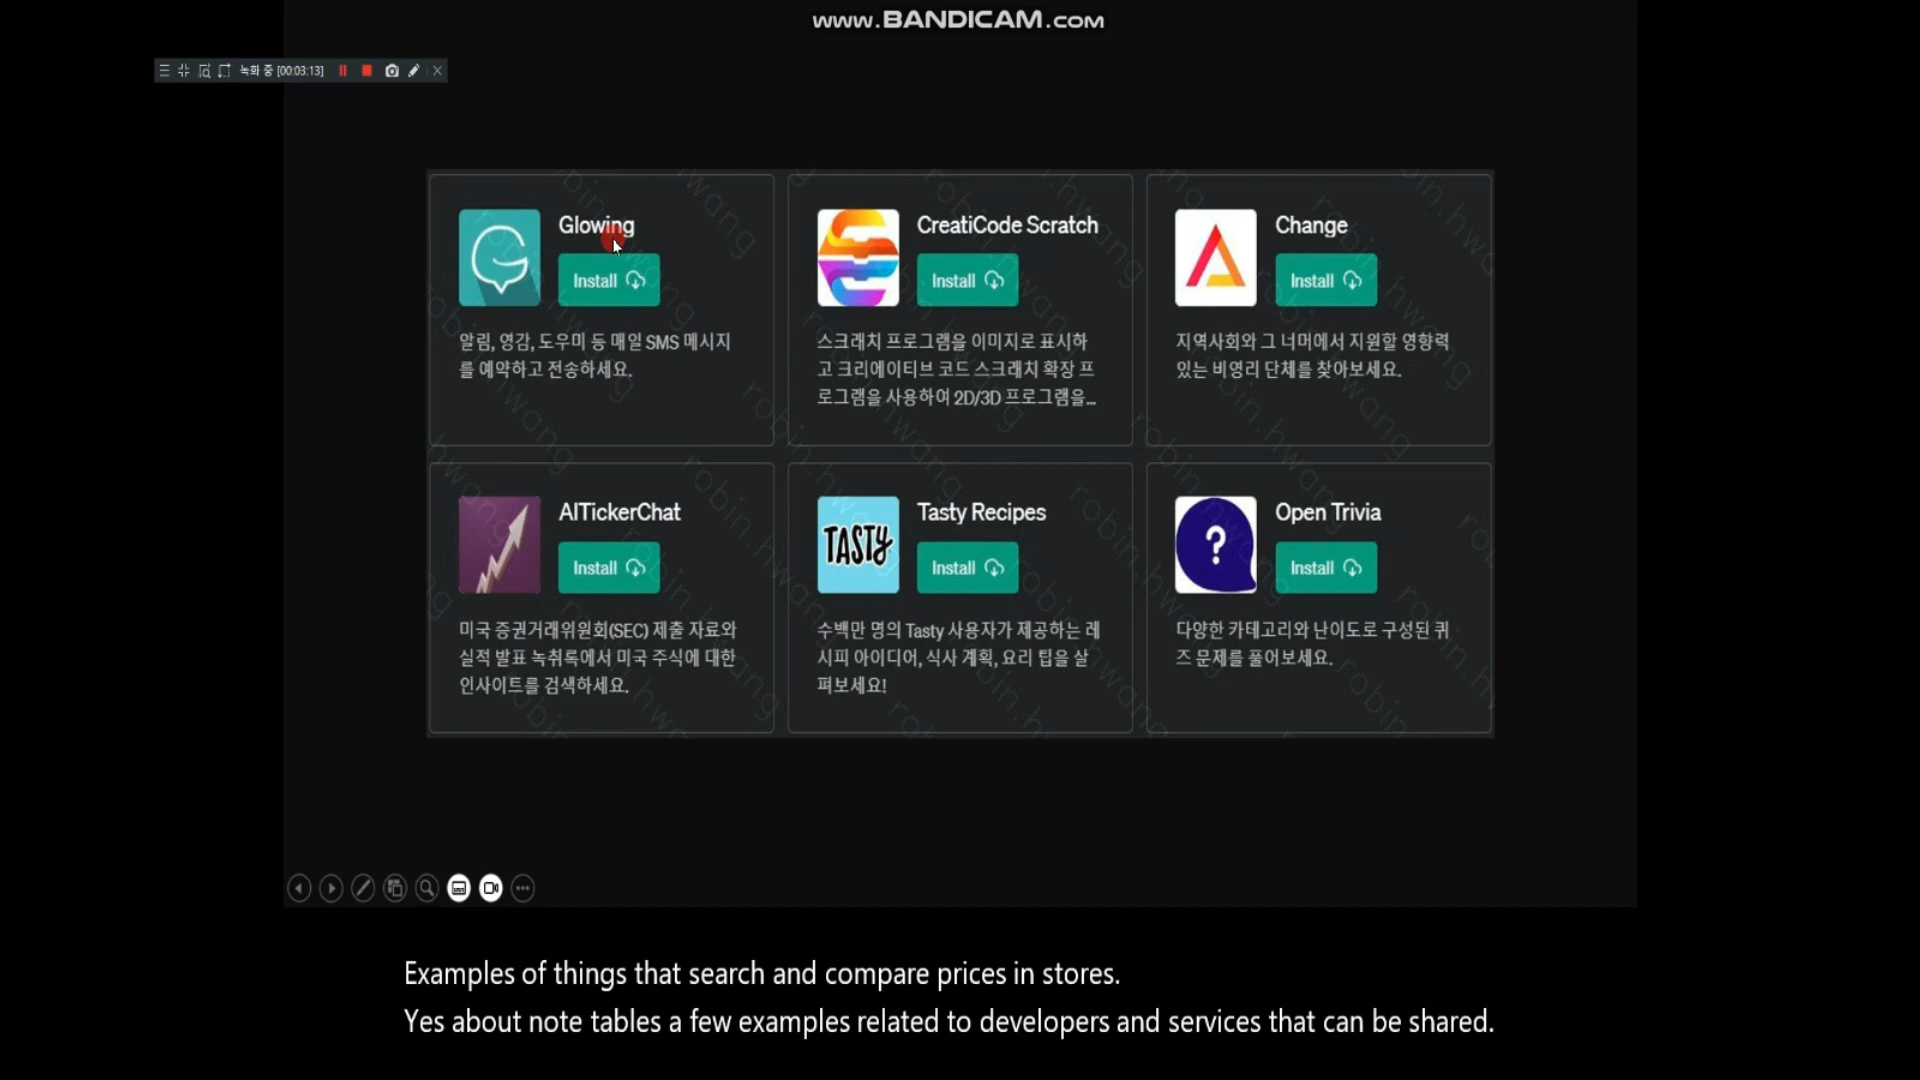 www.BANDICAM.com
녹화 중 [00:03:13]
Glowing
Install
알림, 영감, 도우미 등 매일 SMS 메시지
를 예약하고 전송하세요.
CreatiCode Scratch
Install
스크래치 프로그램을 이미지로 표시하
고 크리에이티브 코드 스크래치 확장 프
로그램을 사용하여 2D/3D 프로그램을...
Change
Install
지역사회와 그 너머에서 지원할 영향력
있는 비영리 단체를 찾아보세요.
AITickerChat
Install
미국 증권거래위원회(SEC) 제출 자료와
실적 발표 녹취록에서 미국 주식에 대한
인사이트를 검색하세요.
TASTY
Tasty Recipes
Install
수백만 명의 Tasty 사용자가 제공하는 레
시피 아이디어, 식사 계획, 요리 팁을 살
펴보세요!
?
Open Trivia
Install
다양한 카테고리와 난이도로 구성된 퀴
즈 문제를 풀어보세요.
robin.hwang
Examples of things that search and compare prices in stores.
Yes about note tables a few examples related to developers and services that can be shared.